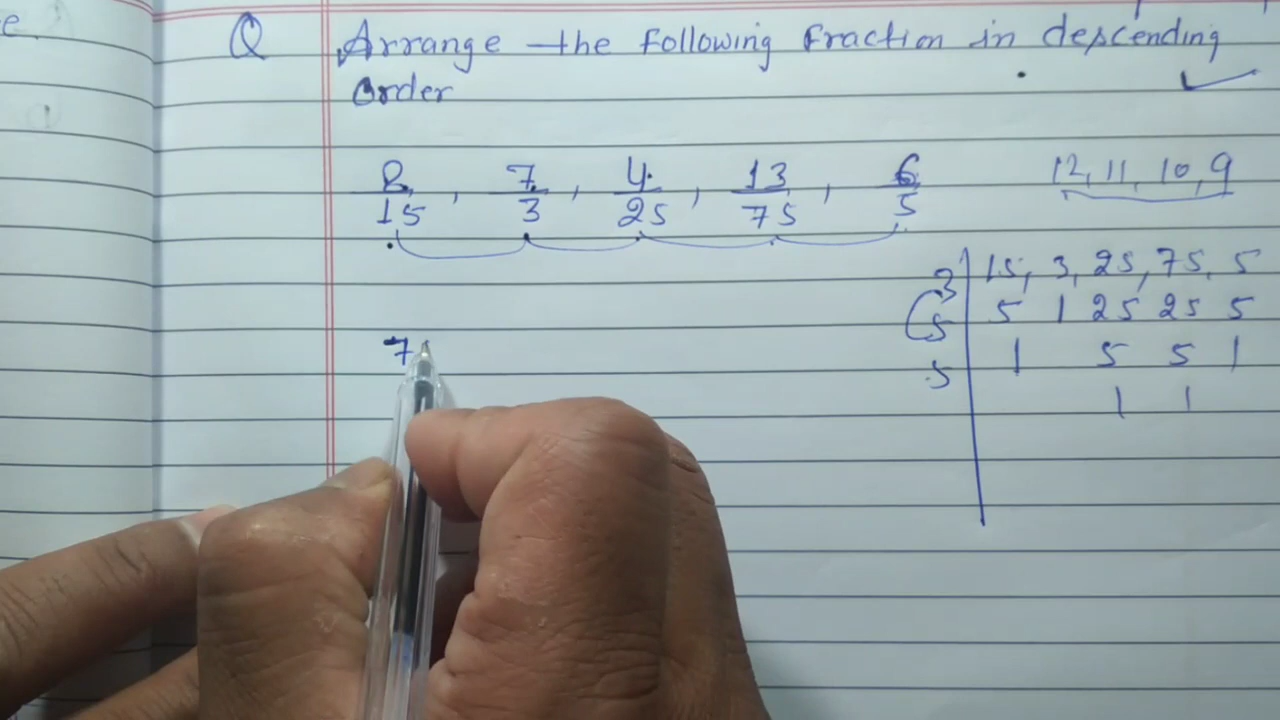 e
Q Arrange the following fraction in descending
Order
8/15, 7/3, 4/25, 13/75, 6/5
12, 11, 10, 9
3 | 15, 3, 25, 75, 5
5 | 5 1 25 25 5
5 | 1 5 5 1
1 1
7